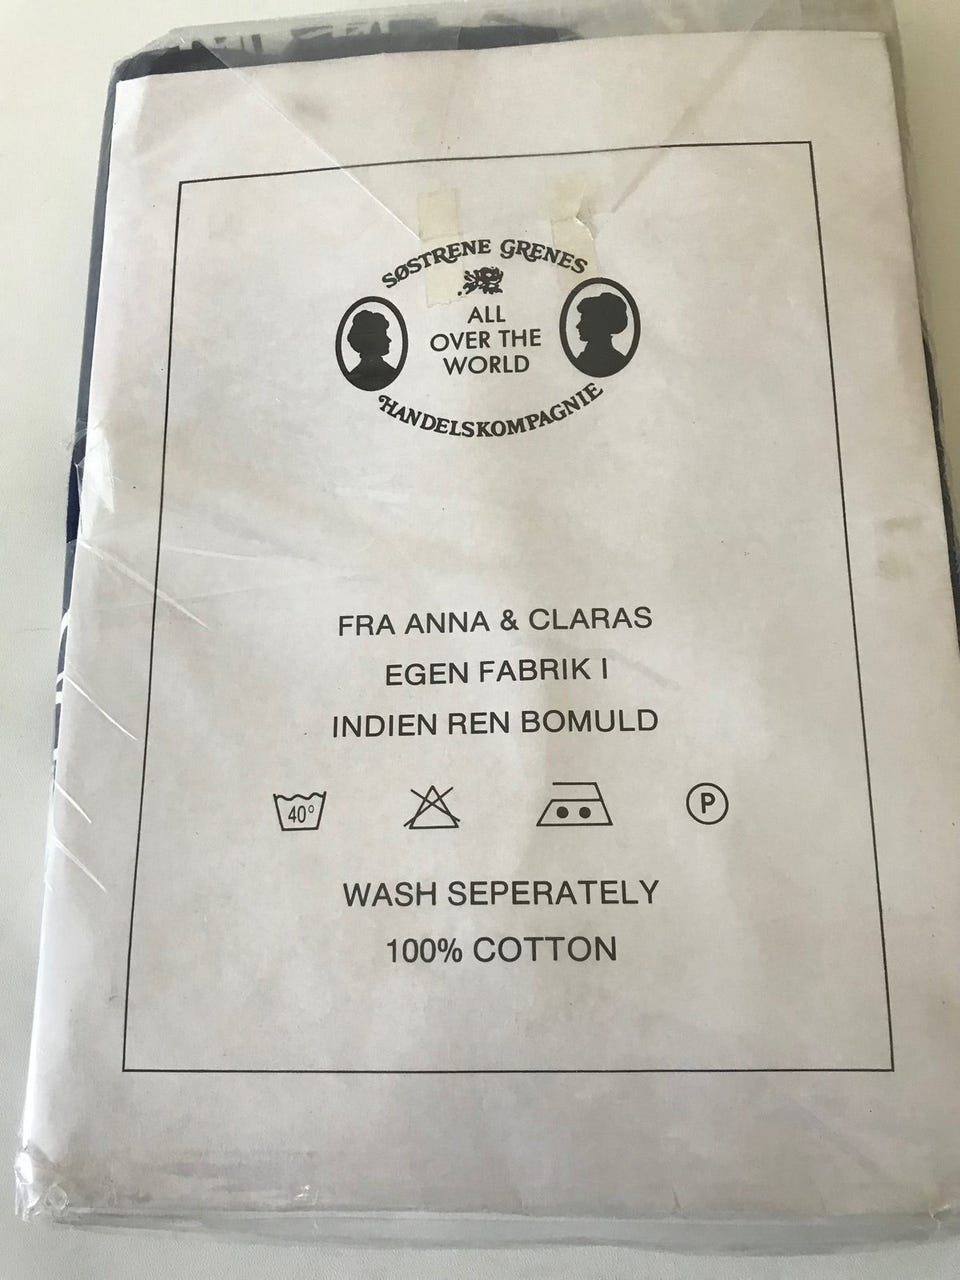 SØSTRENE GRENES
ALL
OVER THE
WORLD
HANDELSKOMPAGNIE
FRA ANNA & CLARAS
EGEN FABRIK I
INDIEN REN BOMULD
40° P
WASH SEPERATELY
100% COTTON